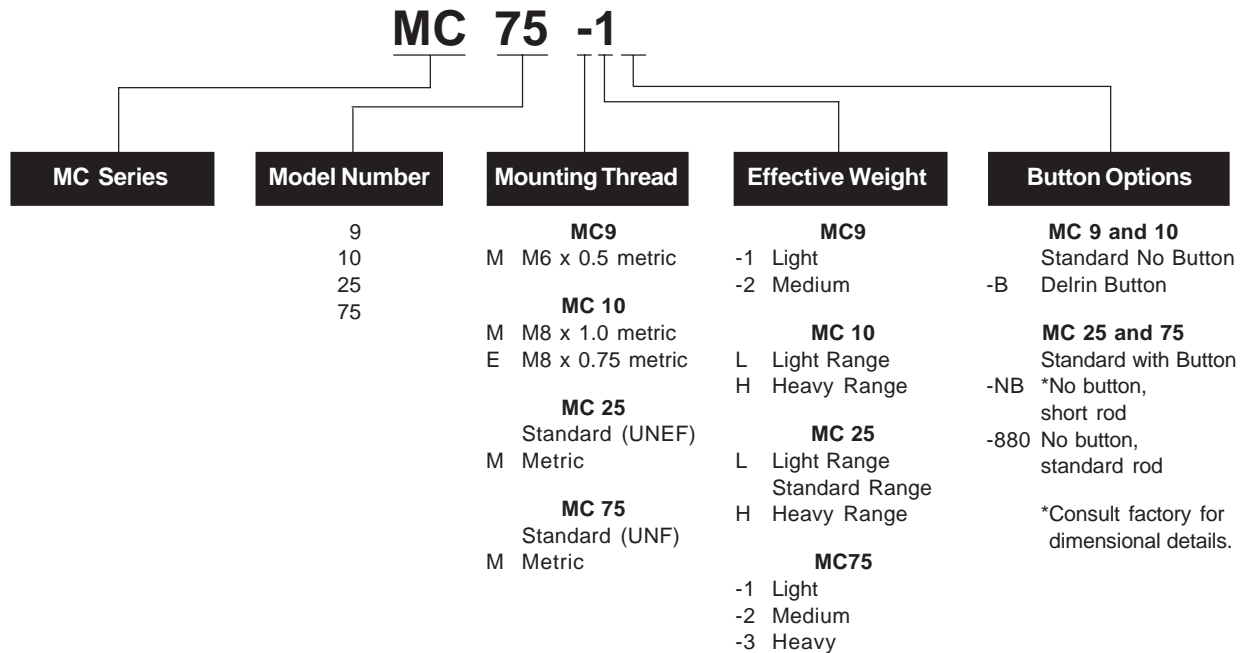 MC 75 -1
MC Series
Model Number
9
10
25
75
Mounting Thread
MC9
M M6 x 0.5 metric
MC 10
M M8 x 1.0 metric
E M8 x 0.75 metric
MC 25
Standard (UNEF)
M Metric
MC 75
Standard (UNF)
M Metric
Effective Weight
MC9
-1 Light
-2 Medium
MC 10
L Light Range
H Heavy Range
MC 25
L Light Range
Standard Range
H Heavy Range
MC75
-1 Light
-2 Medium
-3 Heavy
Button Options
MC 9 and 10
Standard No Button
-B Delrin Button
MC 25 and 75
Standard with Button
-NB *No button,
short rod
-880 No button,
standard rod
*Consult factory for
dimensional details.